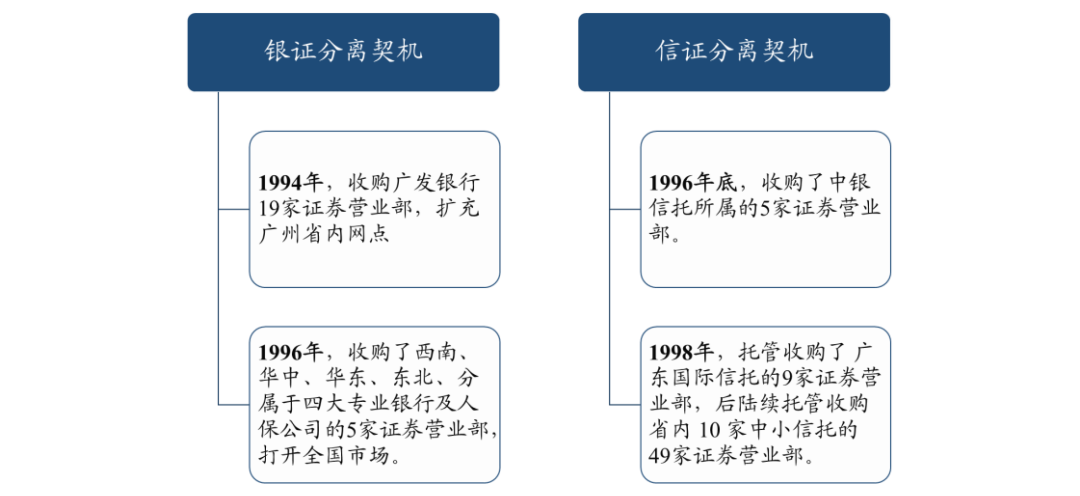 银证分离契机
1994年，收购广发银行
19家证券营业部，扩充
广州省内网点
1996年，收购了西南、
华中、华东、东北、分
属于四大专业银行及人
保公司的5家证券营业部，
打开全国市场。
信证分离契机
1996年底，收购了中银
信托所属的5家证券营业
部。
1998年，托管收购了 广
东国际信托的9家证券营
业部，后陆续托管收购
省内 10 家中小信托的
49家证券营业部。